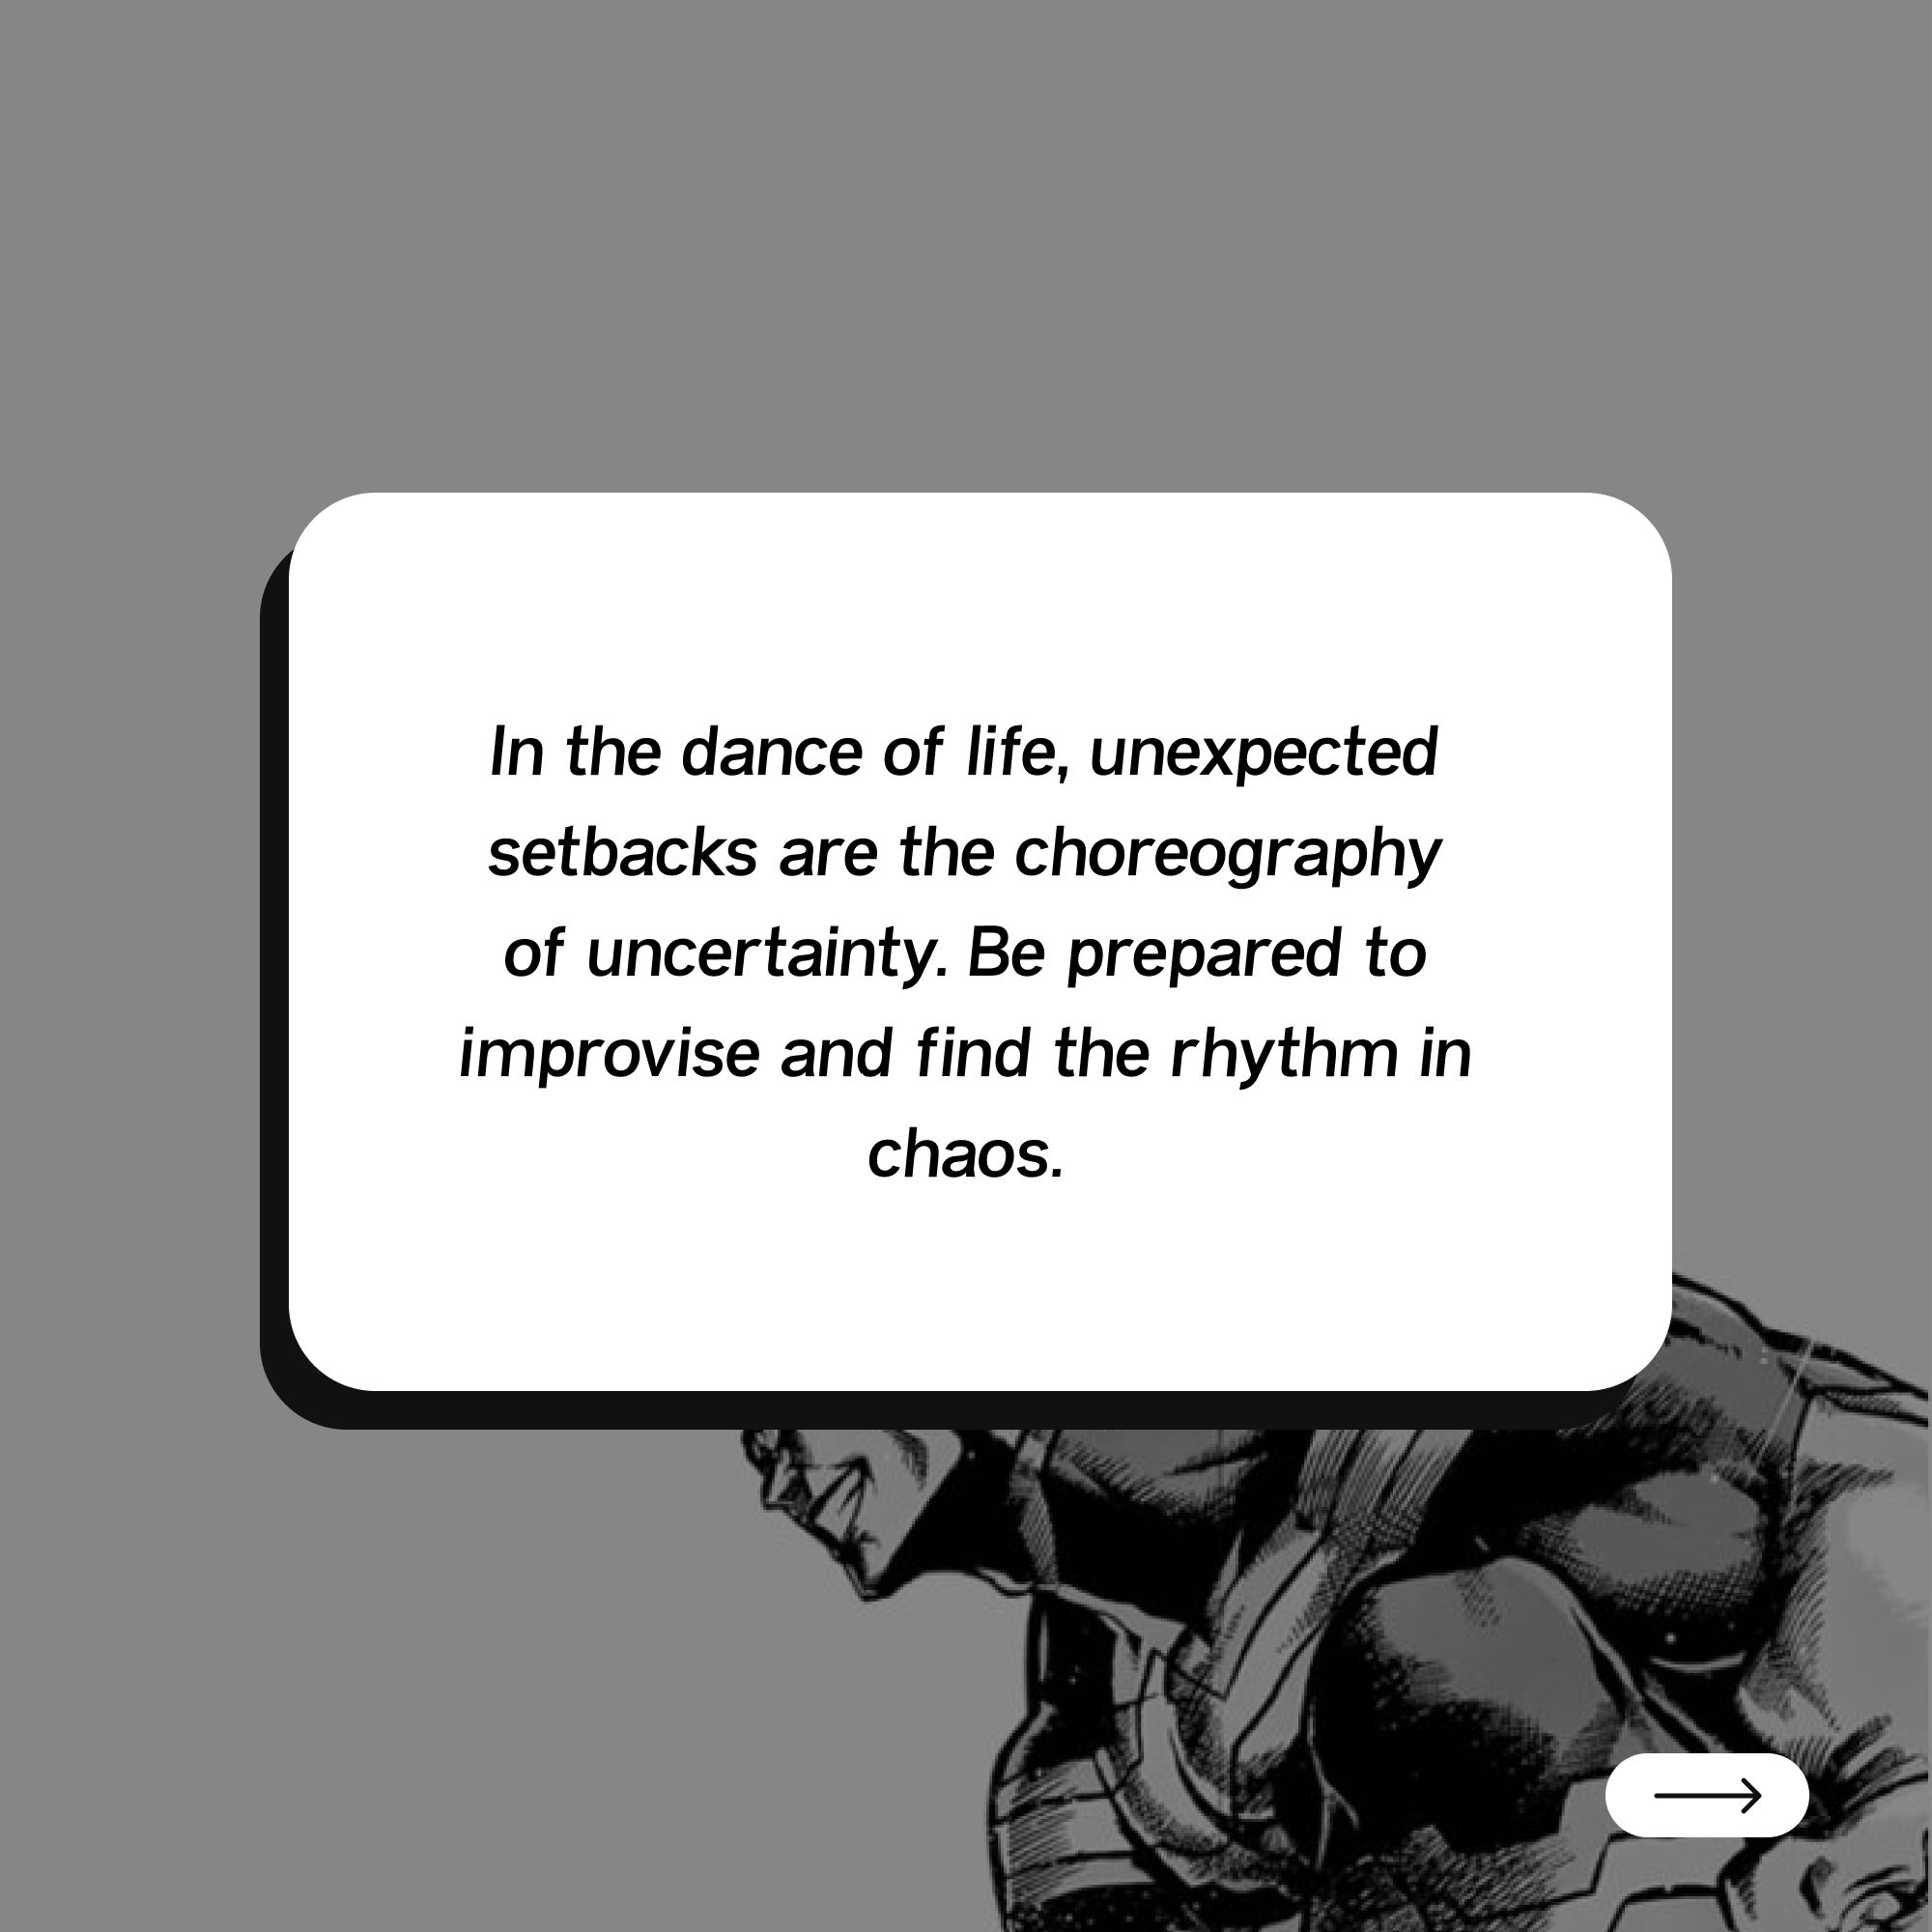 In the dance of life, unexpected
setbacks are the choreography
of uncertainty. Be prepared to
improvise and find the rhythm in
chaos.